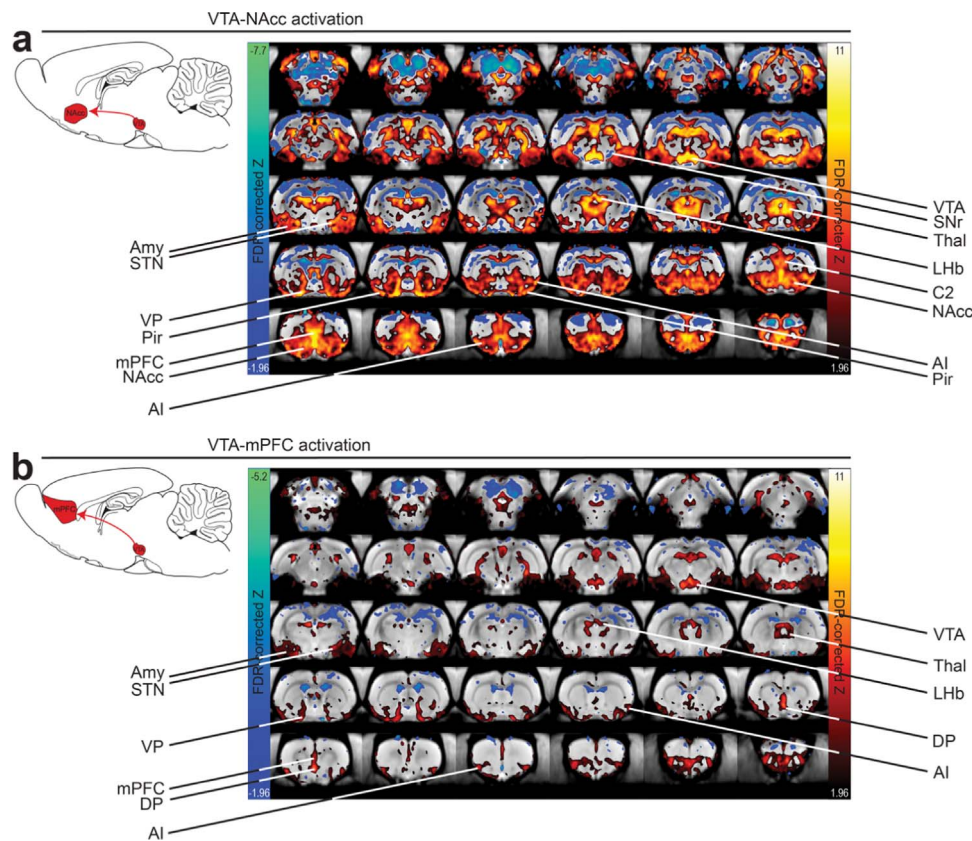 VTA-NAcc activation
a
NAcc
-7.7
FDR-corrected Z
-1.96
11
FDR-corrected Z
1.96
Amy
STN
VP
Pir
mPFC
NAcc
AI
VTA
SNr
Thal
LHb
C2
NAcc
AI
Pir
VTA-mPFC activation
b
mPFC
-5.2
FDR-corrected Z
-1.96
11
FDR-corrected Z
1.96
Amy
STN
VP
mPFC
DP
AI
VTA
Thal
LHb
DP
AI